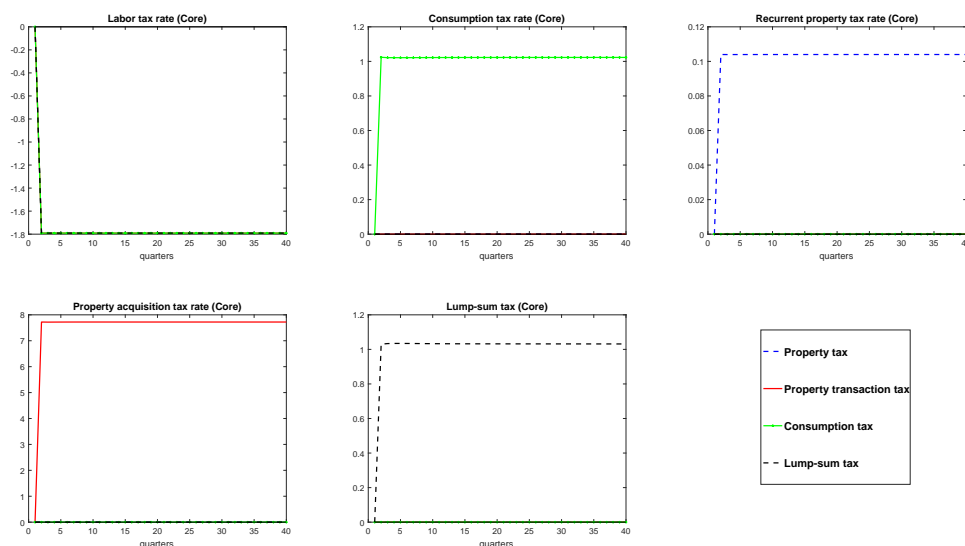 Labor tax rate (Core)
0
-0.2
-0.4
-0.6
-0.8
-1
-1.2
-1.4
-1.6
-1.8
0 5 10 15 20 25 30 35 40
quarters
Consumption tax rate (Core)
1.2
1
0.8
0.6
0.4
0.2
0
0 5 10 15 20 25 30 35 40
quarters
Recurrent property tax rate (Core)
0.12
0.1
0.08
0.06
0.04
0.02
0
0 5 10 15 20 25 30 35 40
quarters
Property acquisition tax rate (Core)
8
7
6
5
4
3
2
1
0
0 5 10 15 20 25 30 35 40
quarters
Lump-sum tax (Core)
1.2
1
0.8
0.6
0.4
0.2
0
0 5 10 15 20 25 30 35 40
quarters
Property tax
Property transaction tax
Consumption tax
Lump-sum tax